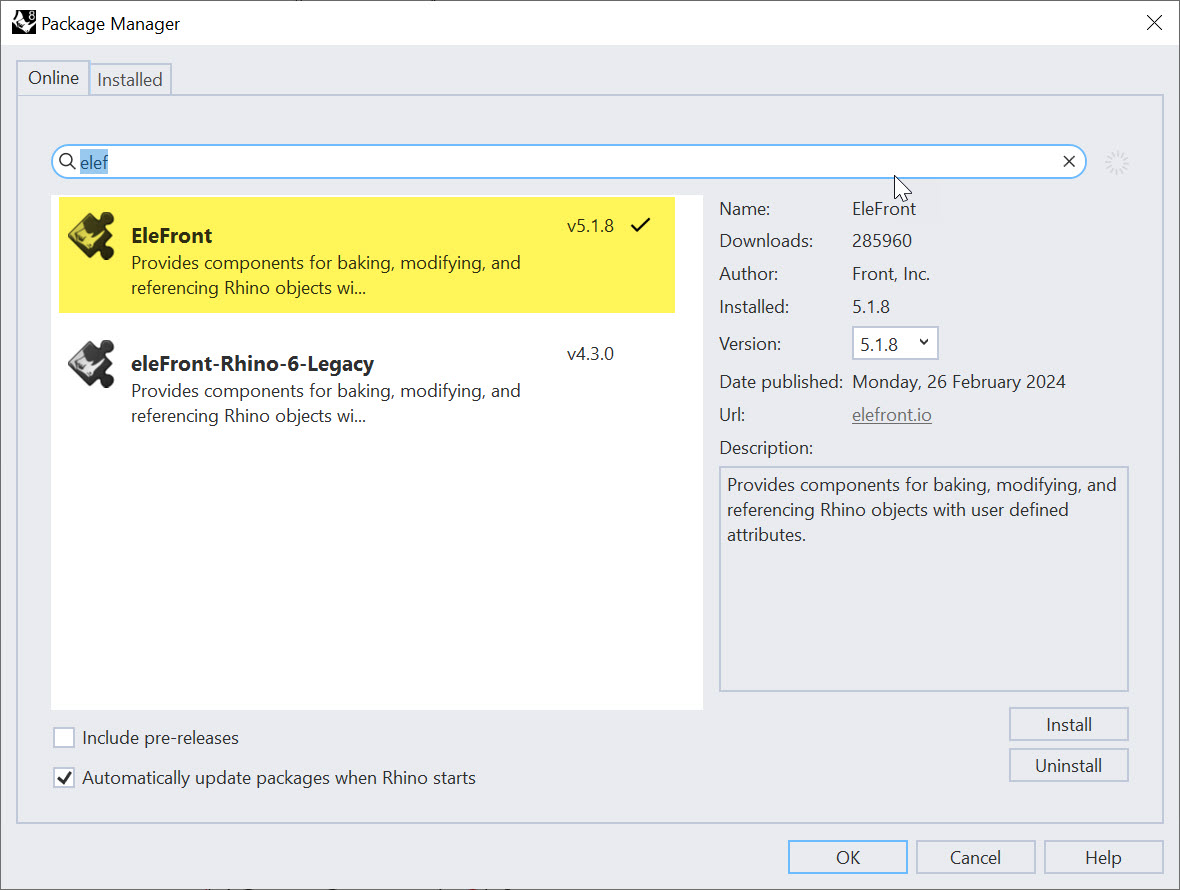 8
Package Manager
Online
Installed
elef
EleFront
v5.1.8
Provides components for baking, modifying, and
referencing Rhino objects wi...
eleFront-Rhino-6-Legacy
v4.3.0
Provides components for baking, modifying, and
referencing Rhino objects wi...
Name: EleFront
Downloads: 285960
Author: Front, Inc.
Installed: 5.1.8
Version: 5.1.8
Date published: Monday, 26 February 2024
Url: elefront.io
Description:
Provides components for baking, modifying, and
referencing Rhino objects with user defined
attributes.
Include pre-releases
Automatically update packages when Rhino starts
Install
Uninstall
OK
Cancel
Help